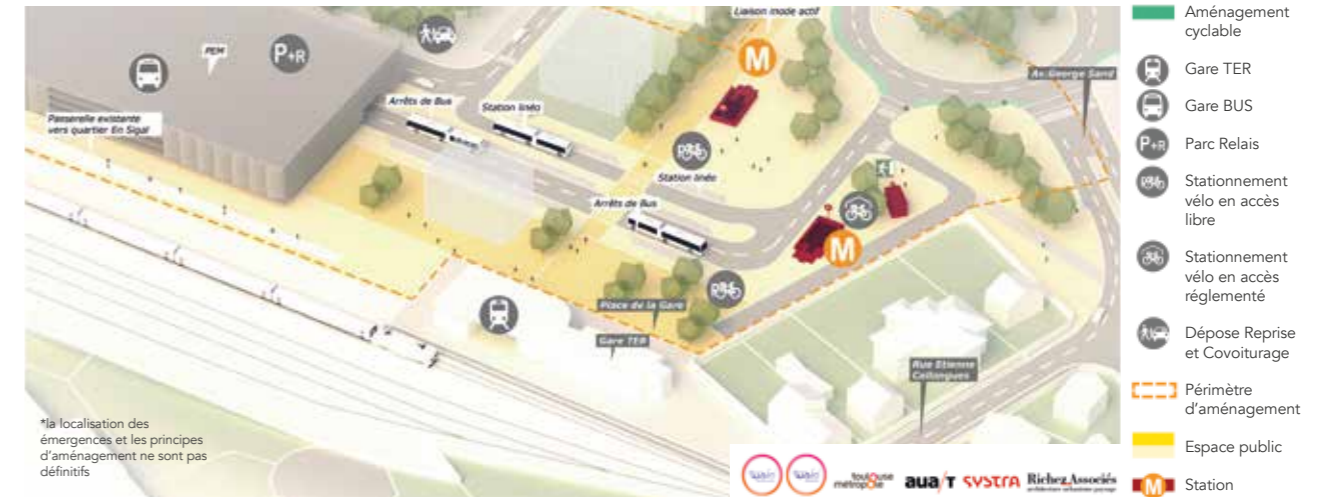 Liaison mode actif
M
PEM
P+R
Av. George Sand
Arrêts de Bus
Station linéo
Passerelle existante
vers quartier En Sigal
Station linéo
Arrêts de Bus
M
Place de la Gare
Gare TER
Rue Etienne
Collongues
*la localisation des
émergences et les principes
d'aménagement ne sont pas
définitifs
toulouse
métropole
aua/T
SYSTRA
Richez_Associés
Aménagement
cyclable
Gare TER
Gare BUS
P+R
Parc Relais
Stationnement
vélo en accès
libre
Stationnement
vélo en accès
réglementé
Dépose Reprise
et Covoiturage
Périmètre
d'aménagement
Espace public
M
Station